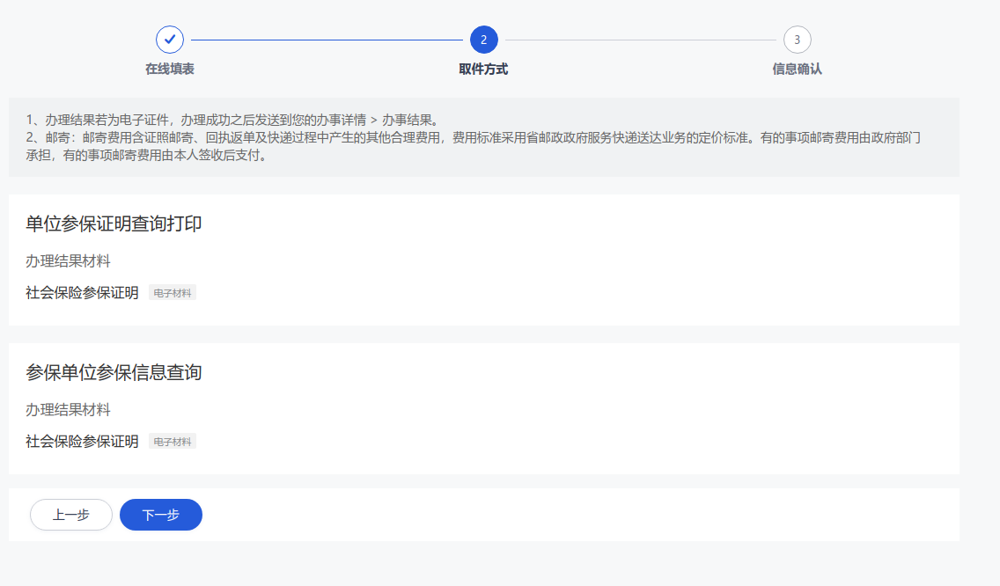 2
3
在线填表
取件方式
信息确认
1、办理结果若为电子证件，办理成功之后发送到您的办事详情 > 办事结果。
2、邮寄：邮寄费用含证照邮寄、回执返单及快递过程中产生的其他合理费用，费用标准采用省邮政政府服务快递送达业务的定价标准。有的事项邮寄费用由政府部门
承担，有的事项邮寄费用由本人签收后支付。
单位参保证明查询打印
办理结果材料
社会保险参保证明 电子材料
参保单位参保信息查询
办理结果材料
社会保险参保证明 电子材料
上一步 下一步